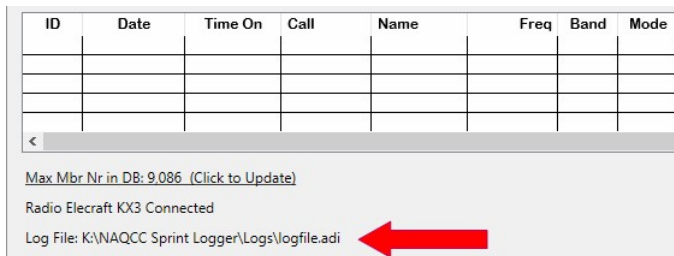 ID Date Time On Call Name Freq Band Mode
Max Mbr Nr in DB: 9,086 (Click to Update)
Radio Elecraft KX3 Connected
Log File: K:\NAQCC Sprint Logger\Logs\logfile.adi